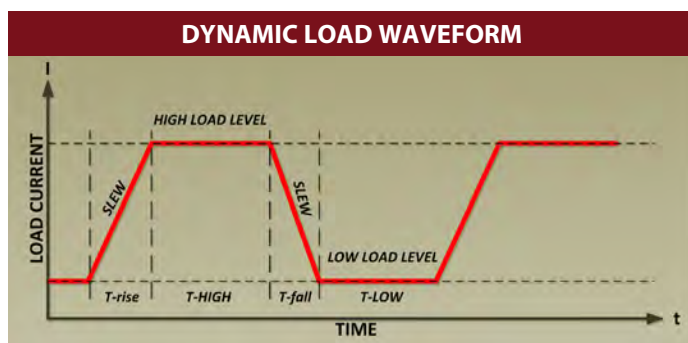 DYNAMIC LOAD WAVEFORM
I
HIGH LOAD LEVEL
LOAD CURRENT
SLEW
SLEW
LOW LOAD LEVEL
T-rise
T-HIGH
T-fall
T-LOW
TIME
t